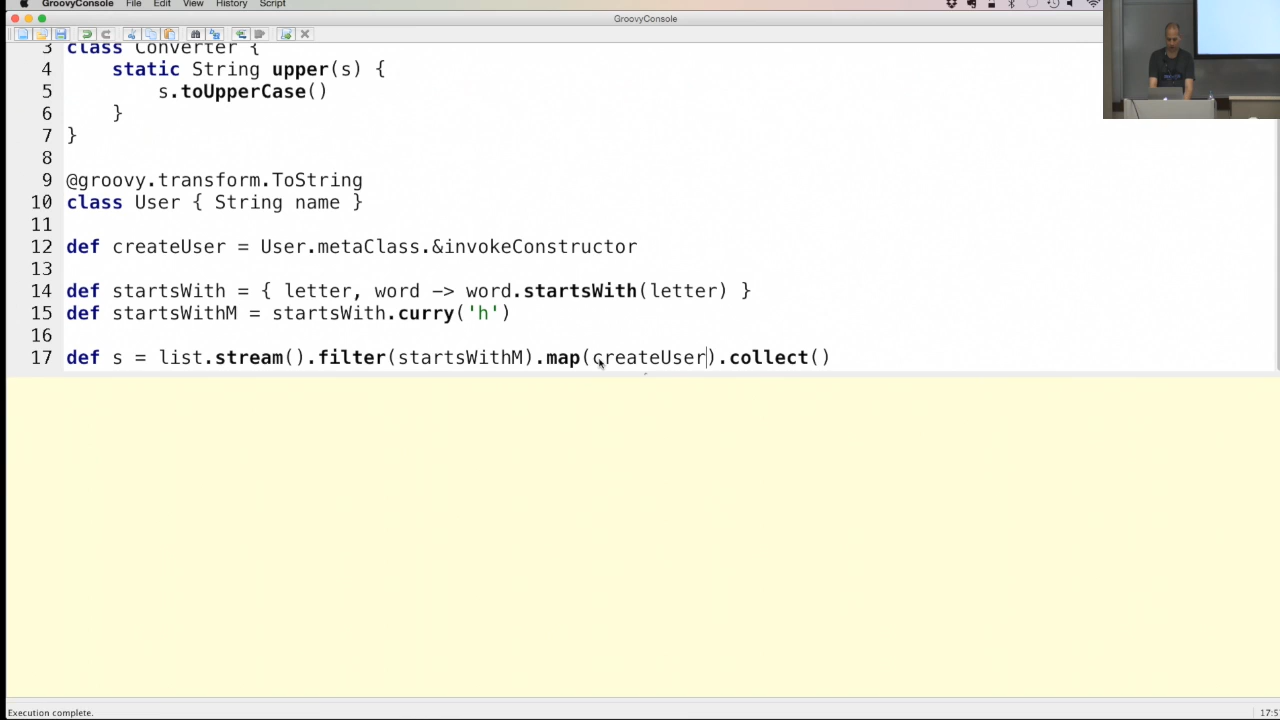 GroovyConsole File Edit View History Script
GroovyConsole
3 class Converter {
4 static String upper(s) {
5 s.toUpperCase()
6 }
7 }
8
9 @groovy.transform.ToString
10 class User { String name }
11
12 def createUser = User.metaClass.&invokeConstructor
13
14 def startsWith = { letter, word -> word.startsWith(letter) }
15 def startsWithM = startsWith.curry('h')
16
17 def s = list.stream().filter(startsWithM).map(createUser).collect()
Execution complete.